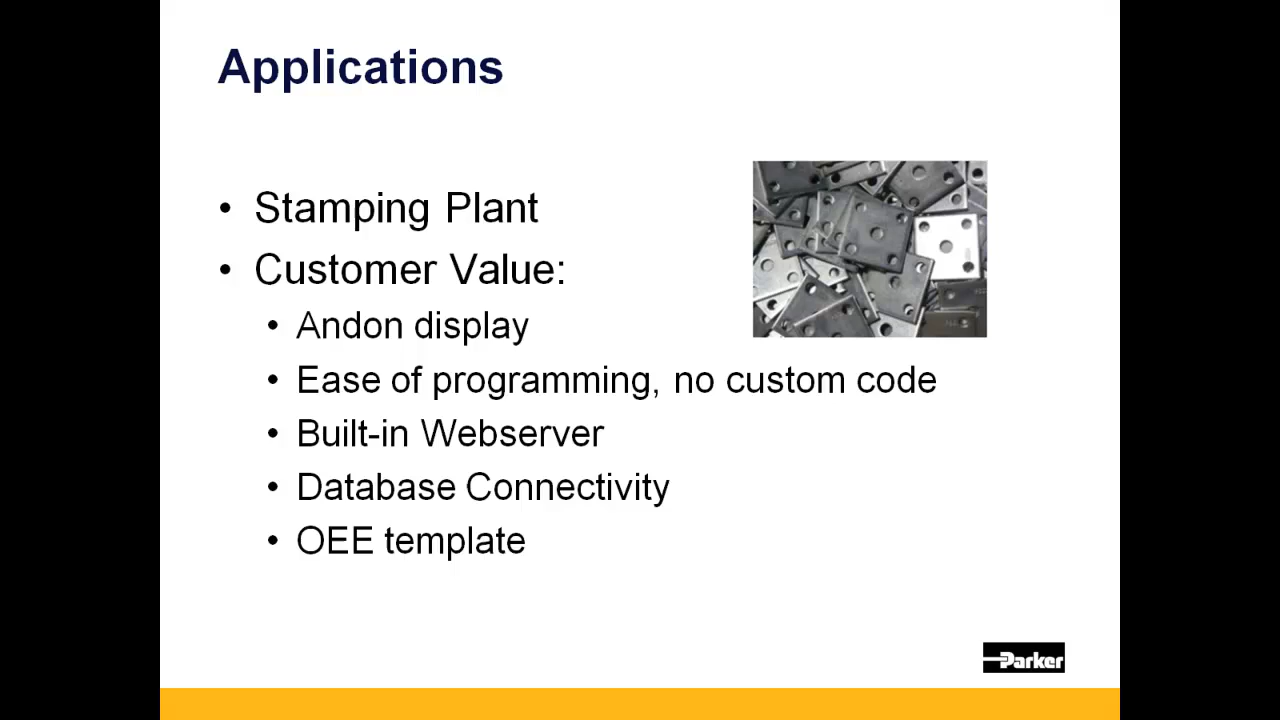 Applications
• Stamping Plant
• Customer Value:
• Andon display
• Ease of programming, no custom code
• Built-in Webserver
• Database Connectivity
• OEE template
Parker